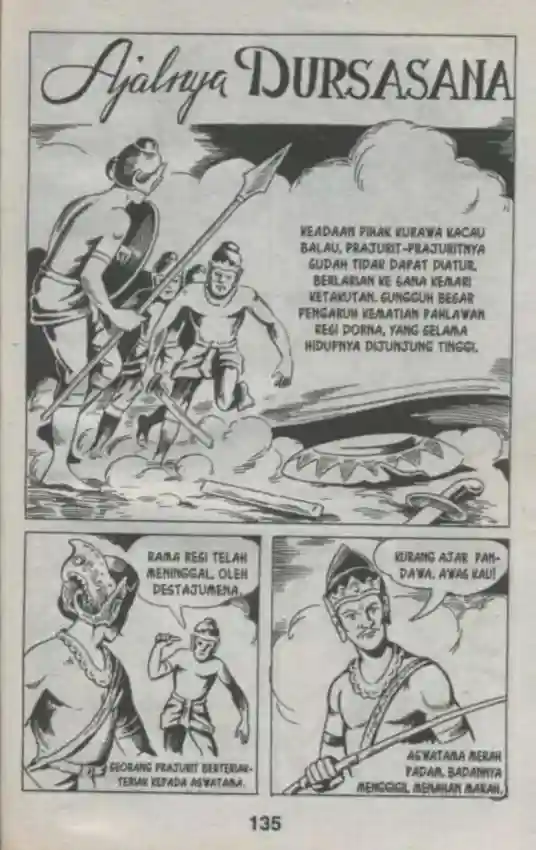 Ajalnya DURSASANA
KEADAAN PIHAK KURAWA KACAU
BALAU, PRAJURIT-PRAJURITNYA
SUDAH TIDAK DAPAT DIATUR,
BERLARIAN KE SANA KEMARI
KETAKUTAN. SUNGGUH BESAR
PENGARUH KEMATIAN PAHLAWAN
RESI DORNA, YANG SELAMA
HIDUPNYA DIJUNJUNG TINGGI.
RAMA RESI TELAH
MENINGGAL, OLEH
DESTAJUMENA.
SEORANG PRAJURIT BERTERIAK-
TERIAK KEPADA ASWATAMA.
KURANG AJAR PAN-
DAWA, AWAS KAU!
ASWATAMA MERAH
PADAM, BADANNYA
MENGGIGIL MENAHAN MARAH.
135